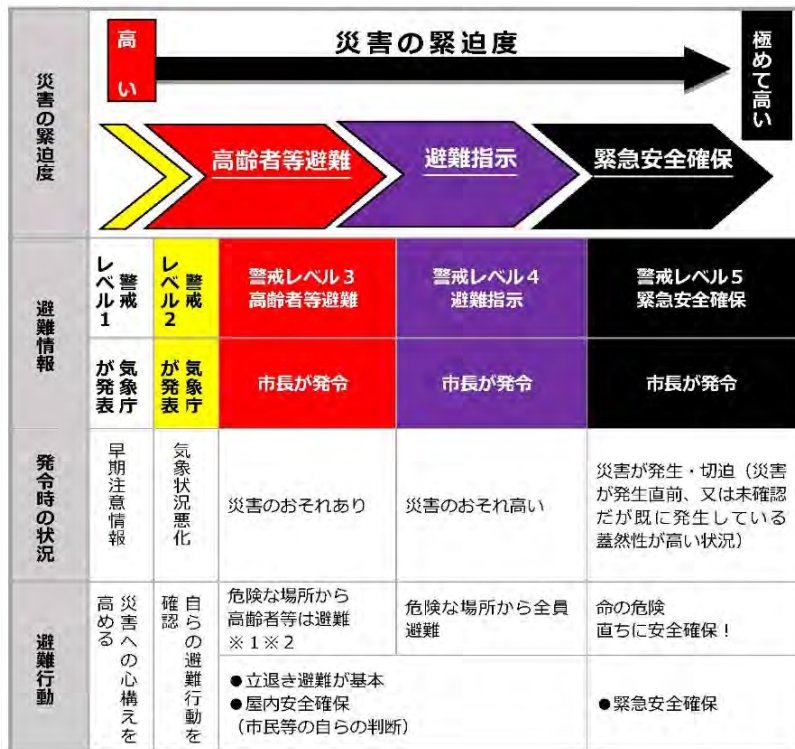 災害の緊迫度
高い
災害の緊迫度
極めて高い
高齢者等避難
避難指示
緊急安全確保
避難情報
警戒
レベル1
警戒
レベル2
警戒レベル3
高齢者等避難
警戒レベル4
避難指示
警戒レベル5
緊急安全確保
気象庁
が発表
気象庁
が発表
市長が発令
市長が発令
市長が発令
発令時の状況
早期注意情報
気象状況悪化
災害のおそれあり
災害のおそれ高い
災害が発生・切迫（災害
が発生直前、又は未確認
だが既に発生している
蓋然性が高い状況）
避難行動
災害への心構えを
高める
自らの避難行動を
確認
危険な場所から
高齢者等は避難
※1※2
危険な場所から全員
避難
命の危険
直ちに安全確保！
●立退き避難が基本
●屋内安全確保
（市民等の自らの判断）
●緊急安全確保